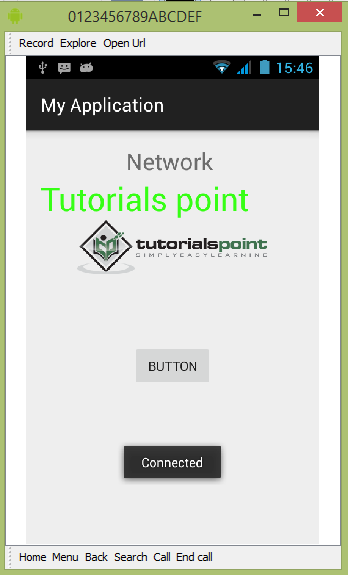 0123456789ABCDEF
Record Explore Open Url
15:46
My Application
Network
Tutorials point
tutorialspoint
SIMPLYEASYLEARNING
BUTTON
Connected
Home Menu Back Search Call End call